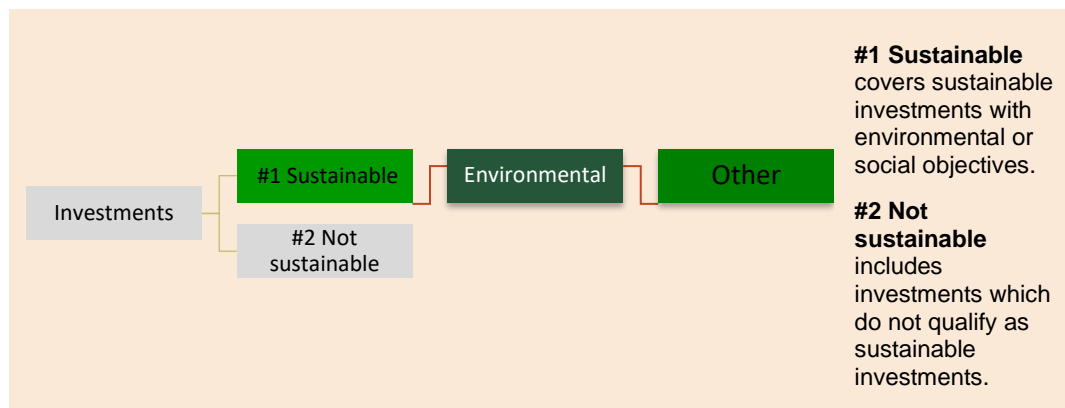 Investments
#1 Sustainable
#2 Not
sustainable
Environmental
Other
#1 Sustainable
covers sustainable
investments with
environmental or
social objectives.
#2 Not
sustainable
includes
investments which
do not qualify as
sustainable
investments.